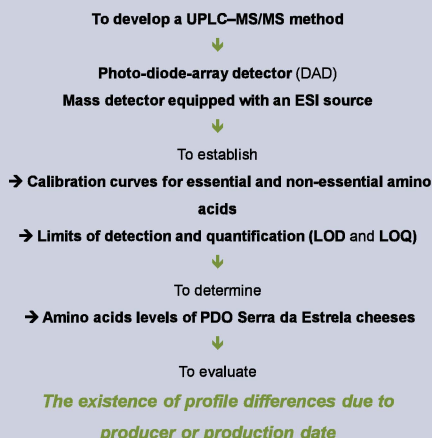 To develop a UPLC–MS/MS method
Photo-diode-array detector (DAD)
Mass detector equipped with an ESI source
To establish
→ Calibration curves for essential and non-essential amino
acids
→ Limits of detection and quantification (LOD and LOQ)
To determine
→ Amino acids levels of PDO Serra da Estrela cheeses
To evaluate
The existence of profile differences due to
producer or production date